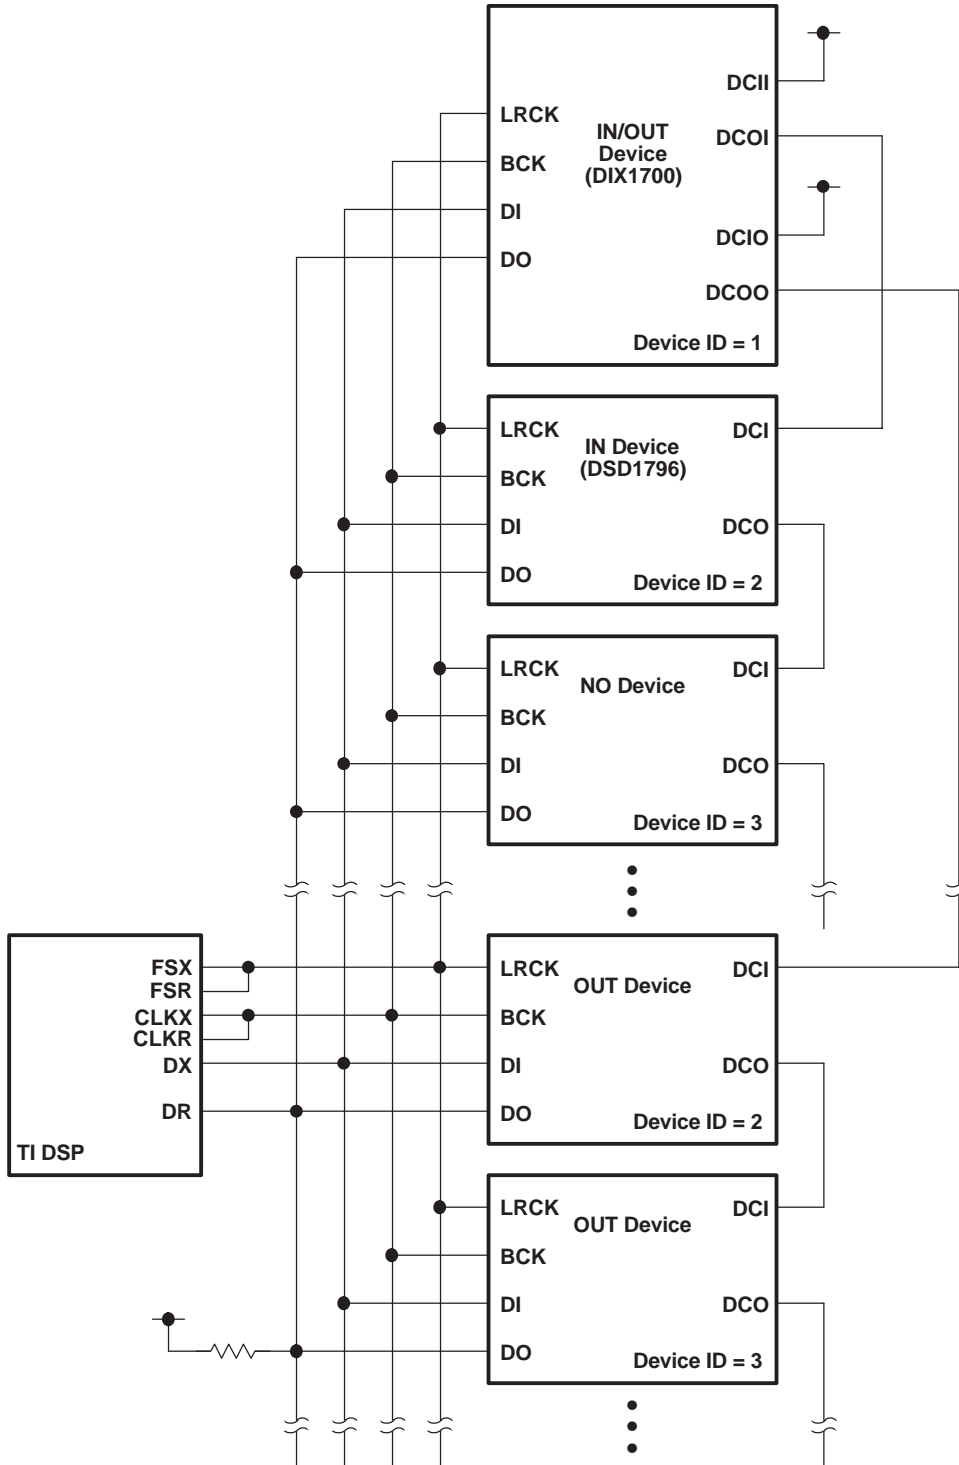 DCII
LRCK
IN/OUT
Device
(DIX1700)
DCOI
BCK
DI
DCIO
DO
DCOO
Device ID = 1
LRCK
DCI
IN Device
(DSD1796)
BCK
DI
DCO
DO
Device ID = 2
LRCK
DCI
NO Device
BCK
DI
DCO
DO
Device ID = 3
FSX
FSR
CLKX
CLKR
DX
DR
TI DSP
LRCK
DCI
OUT Device
BCK
DI
DCO
DO
Device ID = 2
LRCK
DCI
OUT Device
BCK
DI
DCO
DO
Device ID = 3